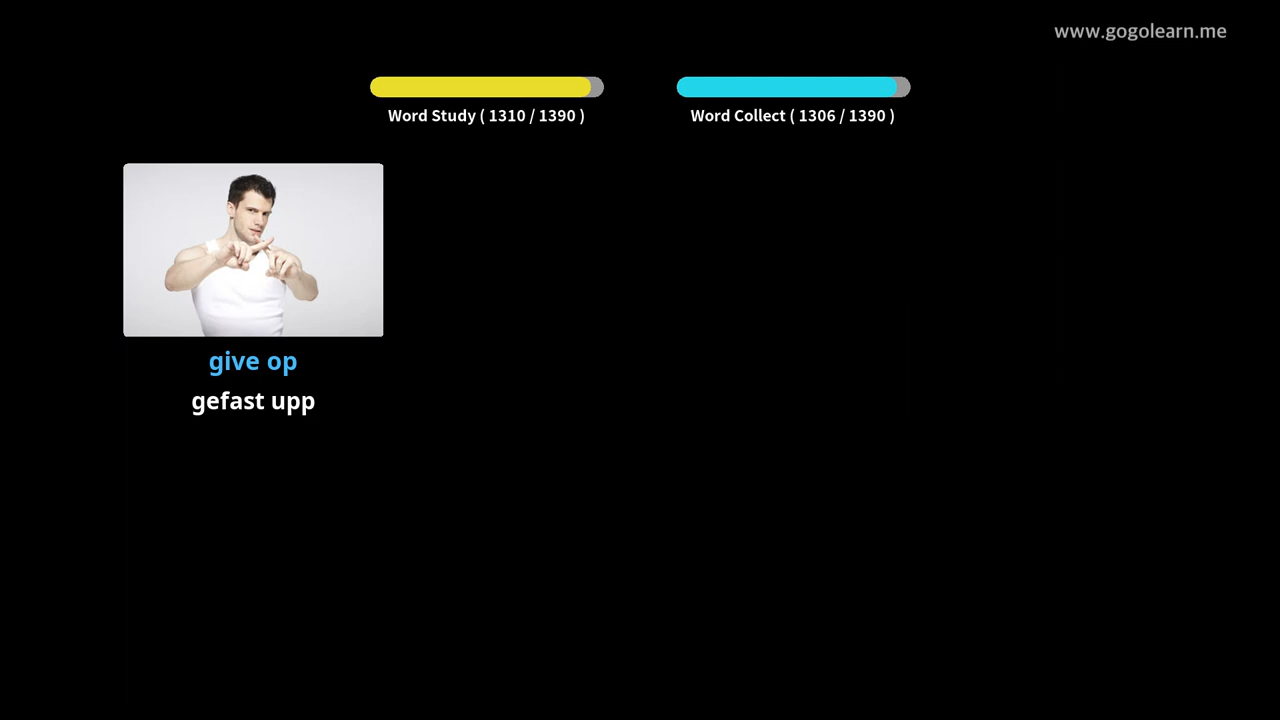 www.gogolearn.me
Word Study ( 1310 / 1390 )
Word Collect ( 1306 / 1390 )
give op
gefast upp